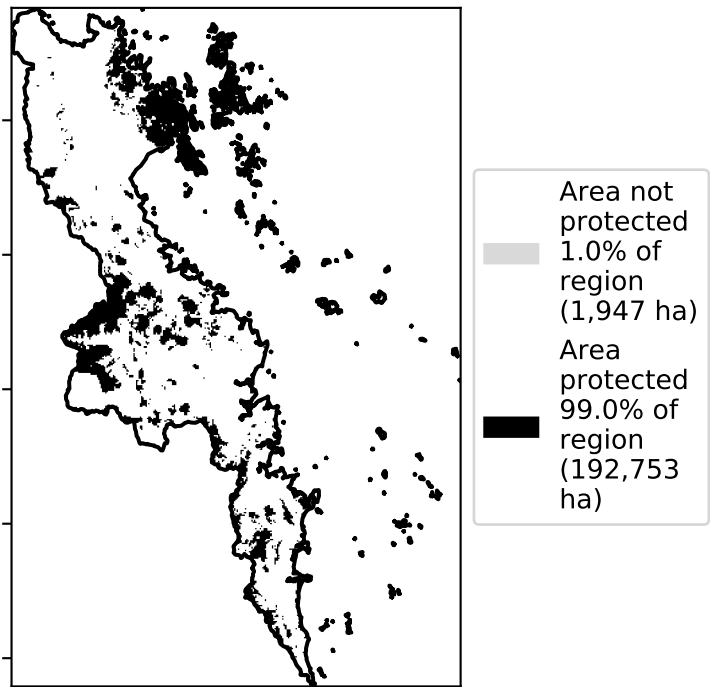 Area not
protected
1.0% of
region
(1,947 ha)
Area
protected
99.0% of
region
(192,753
ha)